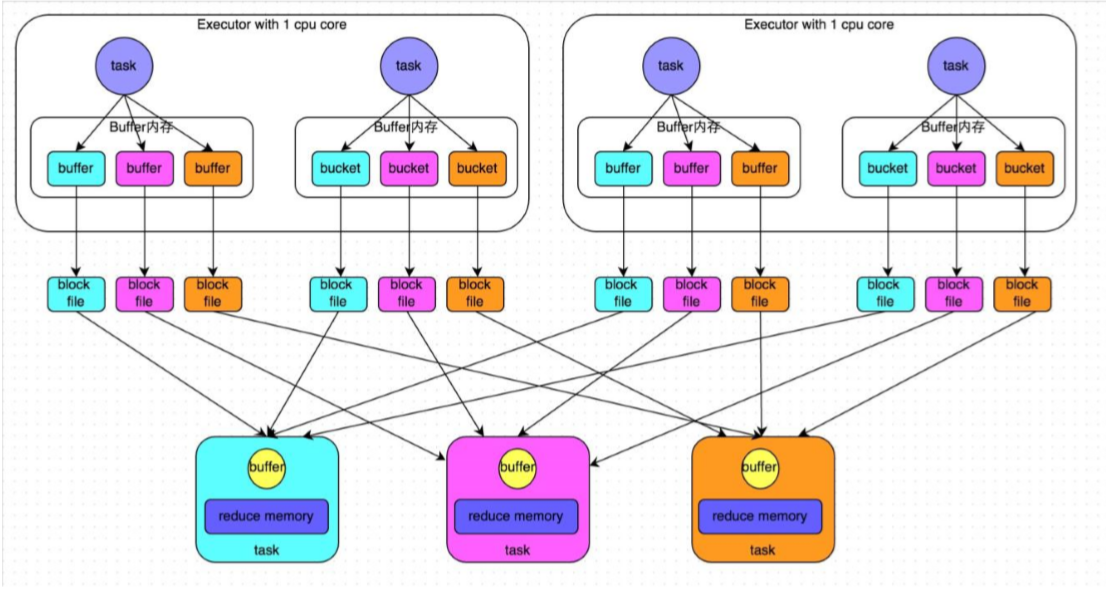 Executor with 1 cpu core
Executor with 1 cpu core
task
task
task
task
Buffer内存
Buffer内存
Buffer内存
Buffer内存
buffer
buffer
buffer
bucket
bucket
bucket
buffer
buffer
buffer
bucket
bucket
bucket
block
file
block
file
block
file
block
file
block
file
block
file
block
file
block
file
block
file
block
file
block
file
block
file
buffer
reduce memory
task
buffer
reduce memory
task
buffer
reduce memory
task